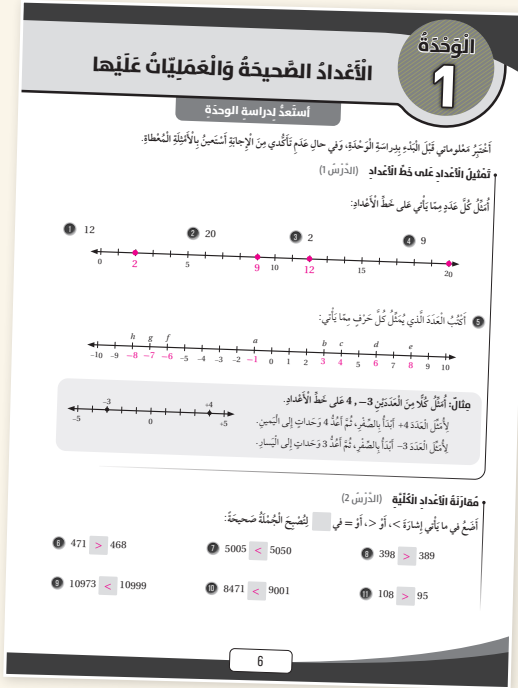 الْوَحْدَةُ
1
الْأَعْدادُ الصَّحيحَةُ وَالْعَمَلِيّاتُ عَلَيْها
أستعدُّ لِدراسةِ الوحدَةِ
أَخْتَبِرُ مَعْلوماتي قَبْلَ الْبَدْءِ بِدِراسَةِ الْوَحْدَةِ، وَفي حالِ عَدَمِ تَأَكُّدي مِنَ الْإِجابَةِ أَسْتَعينُ بِالْأَمْثِلَةِ الْمُعْطاةِ.
تَمْثيلُ الْأَعْدادِ عَلى خَطِّ الْأَعْدادِ (الدَّرْسُ 1)
أُمَثِّلُ كُلَّ عَدَدٍ مِمّا يَأْتي عَلى خَطِّ الْأَعْدادِ:
1 12 2 20 3 2 4 9
0 2 5 9 10 12 15 20
5 أَكْتُبُ الْعَدَدَ الَّذي يُمَثِّلُ كُلَّ حَرْفٍ مِمّا يَأْتي:
h g f a b c d e
–10 –9 –8 –7 –6 –5 –4 –3 –2 –1 0 1 2 3 4 5 6 7 8 9 10
مِثالٌ: أُمَثِّلُ كُلًّا مِنَ الْعَدَدَيْنِ 3– , 4 عَلى خَطِّ الْأَعْدادِ.
–3 +4
–5 0 +5
لِأُمَثِّلَ الْعَدَدَ 4+ أَبْدَأُ بِالصِّفْرِ، ثُمَّ أَعُدُّ 4 وَحَداتٍ إِلى الْيَمينِ.
لِأُمَثِّلَ الْعَدَدَ 3– أَبْدَأُ بِالصِّفْرِ، ثُمَّ أَعُدُّ 3 وَحَداتٍ إِلى الْيَسارِ.
مُقارَنَةُ الْأَعْدادِ الْكُلِّيَّةِ (الدَّرْسُ 2)
أَضَعُ في ما يَأْتي إِشارَةَ >، أَوْ <، أَوْ = في لِتُصْبِحَ الْجُمْلَةُ صَحيحَةً:
6 471 > 468 7 5005 < 5050 8 398 > 389
9 10973 < 10999 10 8471 < 9001 11 108 > 95
6